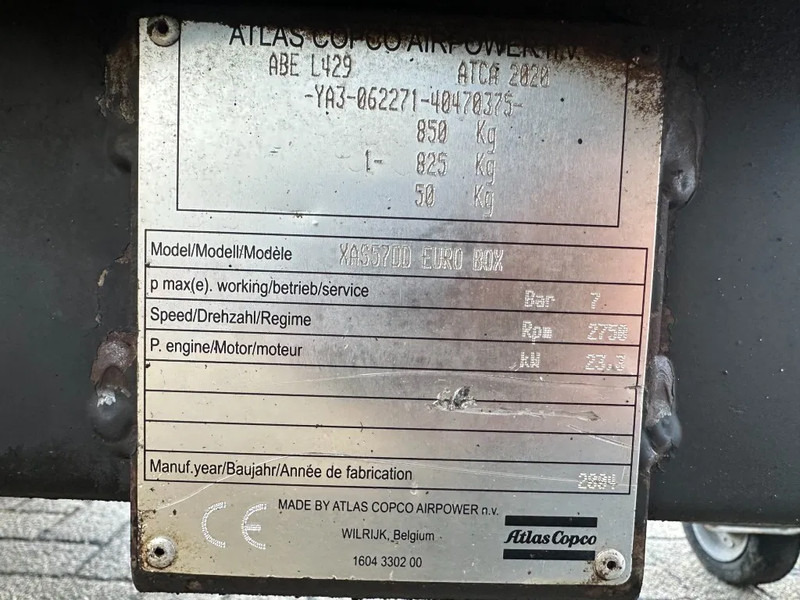 ATLAS COPCO AIRPOWER n.v.
ABE L429 ATCA 2020
-YA3-062271-40470375-
850 Kg
1- 825 Kg
50 Kg
Model/Modell/Modèle XAS57DD EURO BOX
p max(e). working/betrieb/service Bar 7
Speed/Drehzahl/Regime Rpm 2750
P. engine/Motor/moteur kW 23.3
Manuf.year/Baujahr/Année de fabrication 2004
CE
MADE BY ATLAS COPCO AIRPOWER n.v.
WILRIJK, Belgium
Atlas Copco
1604 3302 00